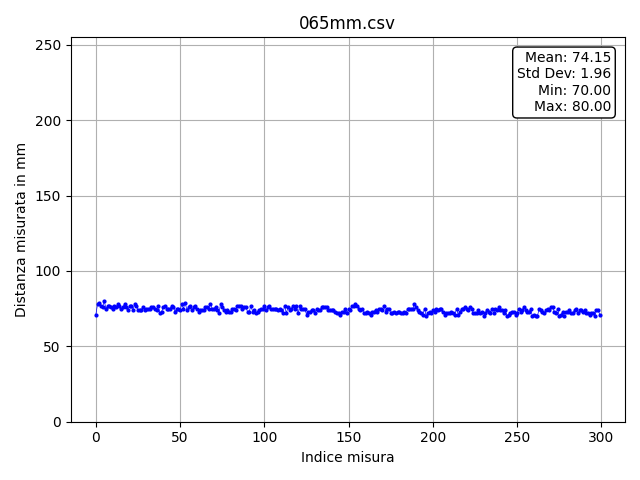 065mm.csv
250
200
150
100
50
0
Distanza misurata in mm
Mean: 74.15
Std Dev: 1.96
Min: 70.00
Max: 80.00
0 50 100 150 200 250 300
Indice misura